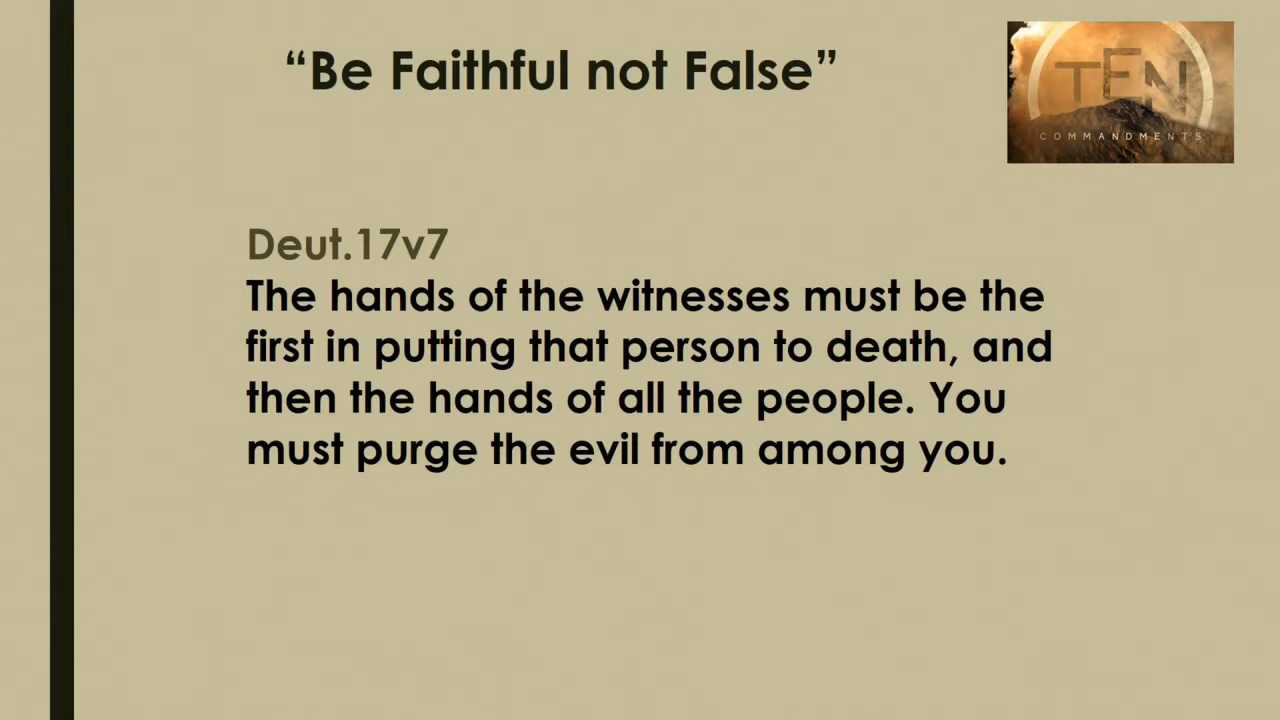 “Be Faithful not False”
TEN
COMMANDMENTS
Deut.17v7
The hands of the witnesses must be the
first in putting that person to death, and
then the hands of all the people. You
must purge the evil from among you.